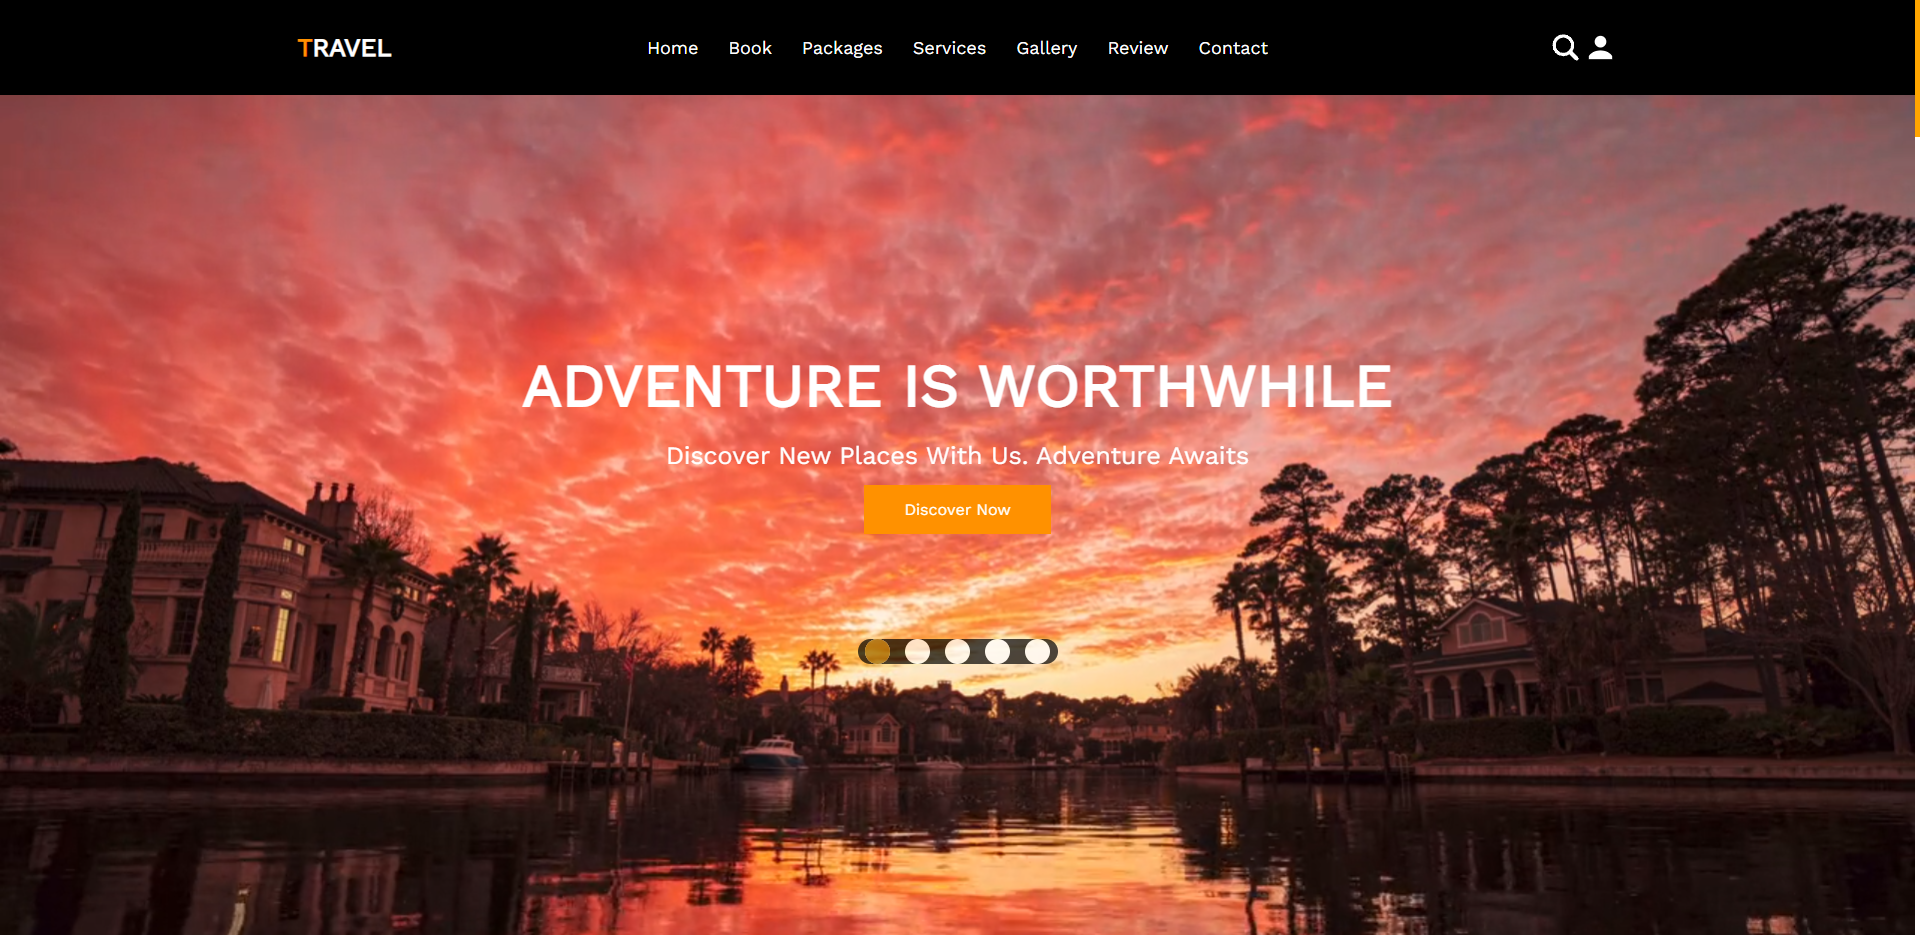 TRAVEL
Home Book Packages Services Gallery Review Contact
ADVENTURE IS WORTHWHILE
Discover New Places With Us. Adventure Awaits
Discover Now